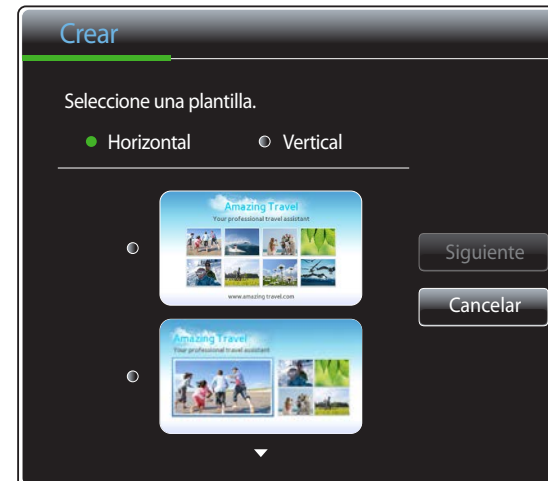 Crear
Seleccione una plantilla.
Horizontal Vertical
Amazing Travel
Your professional travel assistant
www.amazing travel.com
Siguiente
Cancelar
Amazing Travel
Your professional travel assistant